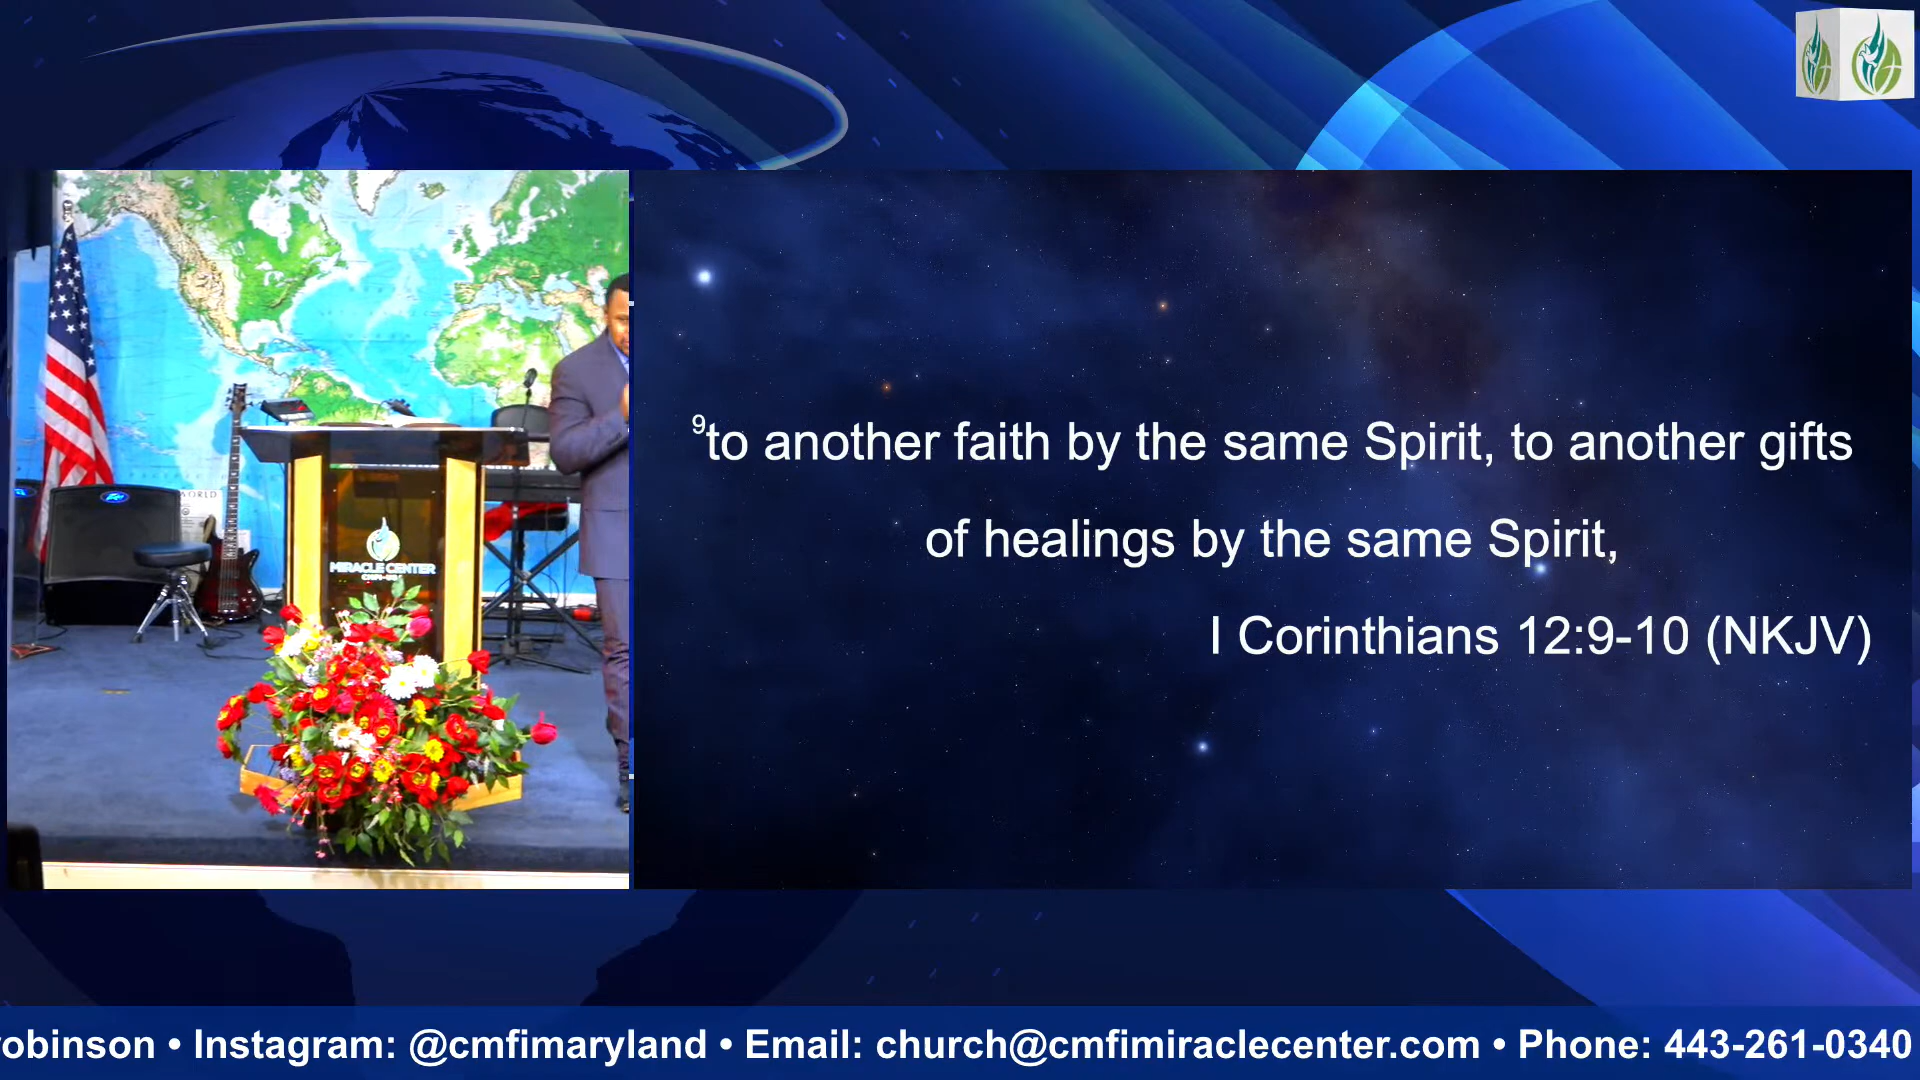 ⁹to another faith by the same Spirit, to another gifts
of healings by the same Spirit,
I Corinthians 12:9-10 (NKJV)
WORLD
MIRACLE CENTER
obinson • Instagram: @cmfimaryland • Email: church@cmfimiraclecenter.com • Phone: 443-261-0340